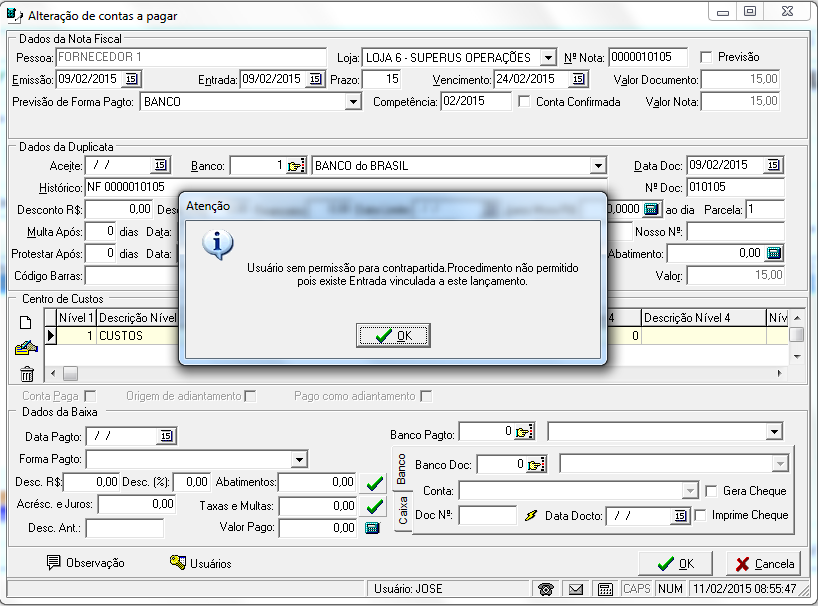 Alteração de contas a pagar
Dados da Nota Fiscal
Pessoa: FORNECEDOR 1 Loja: LOJA 6 - SUPERUS OPERAÇÕES Nº Nota: 0000010105 Previsão
Emissão: 09/02/2015 15 Entrada: 09/02/2015 15 Prazo: 15 Vencimento: 24/02/2015 15 Valor Documento: 15,00
Previsão de Forma Pagto: BANCO Competência: 02/2015 Conta Confirmada Valor Nota: 15,00
Dados da Duplicata
Aceite: / / 15 Banco: 1 BANCO do BRASIL Data Doc: 09/02/2015 15
Histórico: NF 0000010105 Nº Doc: 010105
Desconto R$: 0,00 Desc 0,0000 ao dia Parcela: 1
Multa Após: 0 dias Data: Nosso Nº:
Protestar Após: 0 dias Data: Abatimento: 0,00
Código Barras: Valor: 15,00
Atenção
Usuário sem permissão para contrapartida.Procedimento não permitido
pois existe Entrada vinculada a este lançamento.
OK
Centro de Custos
Nível 1 Descrição Nível 4 Descrição Nível 4 Nív
1 CUSTOS 0
Conta Paga Origem de adiantamento Pago como adiantamento
Dados da Baixa
Data Pagto: / / 15 Banco Pagto: 0
Forma Pagto: Banco Banco Doc: 0
Desc. R$: 0,00 Desc. (%): 0,00 Abatimentos: 0,00 Conta: Gera Cheque
Acrésc. e Juros: 0,00 Taxas e Multas: 0,00 Caixa Doc Nº: Data Docto: / / 15 Imprime Cheque
Desc. Ant.: Valor Pago: 0,00
Observação Usuários OK Cancela
Usuário: JOSE CAPS NUM 11/02/2015 08:55:47